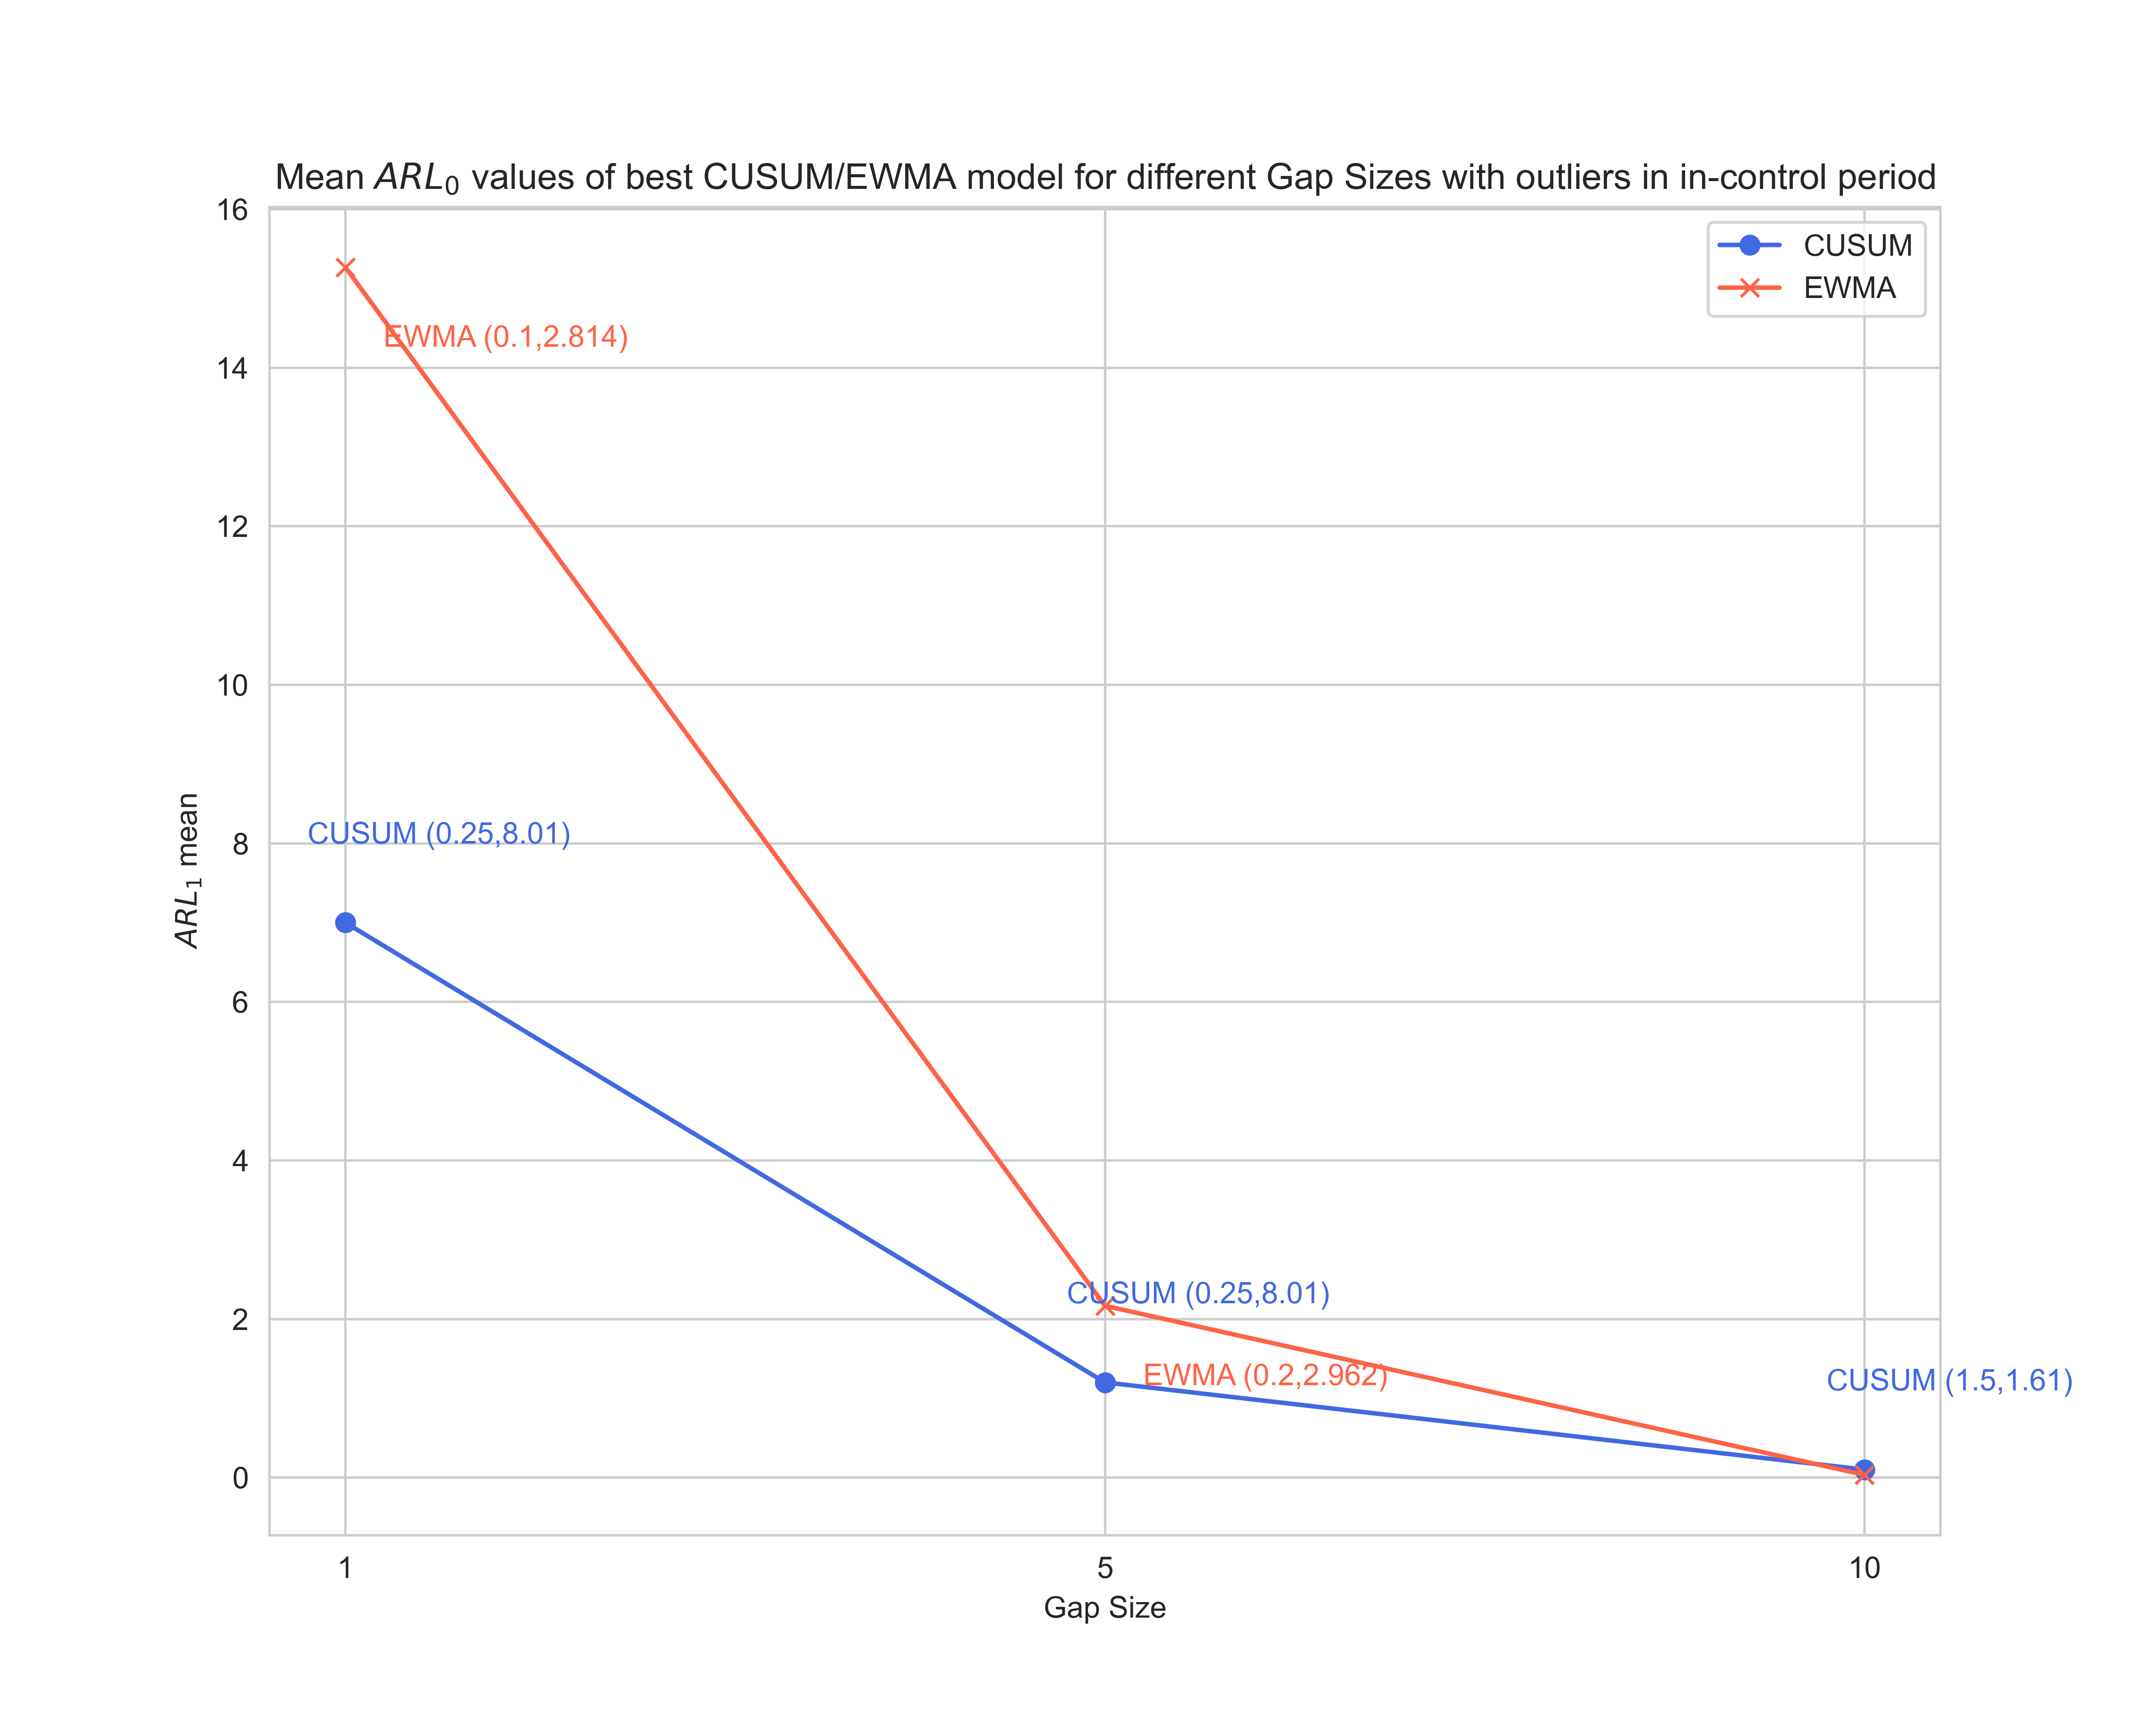 Mean ARL₀ values of best CUSUM/EWMA model for different Gap Sizes with outliers in in-control period
16
CUSUM
EWMA
EWMA (0.1,2.814)
14
12
10
CUSUM (0.25,8.01)
8
ARL₁ mean
6
4
CUSUM (0.25,8.01)
2
EWMA (0.2,2.962)
CUSUM (1.5,1.61)
0
1 5 10
Gap Size